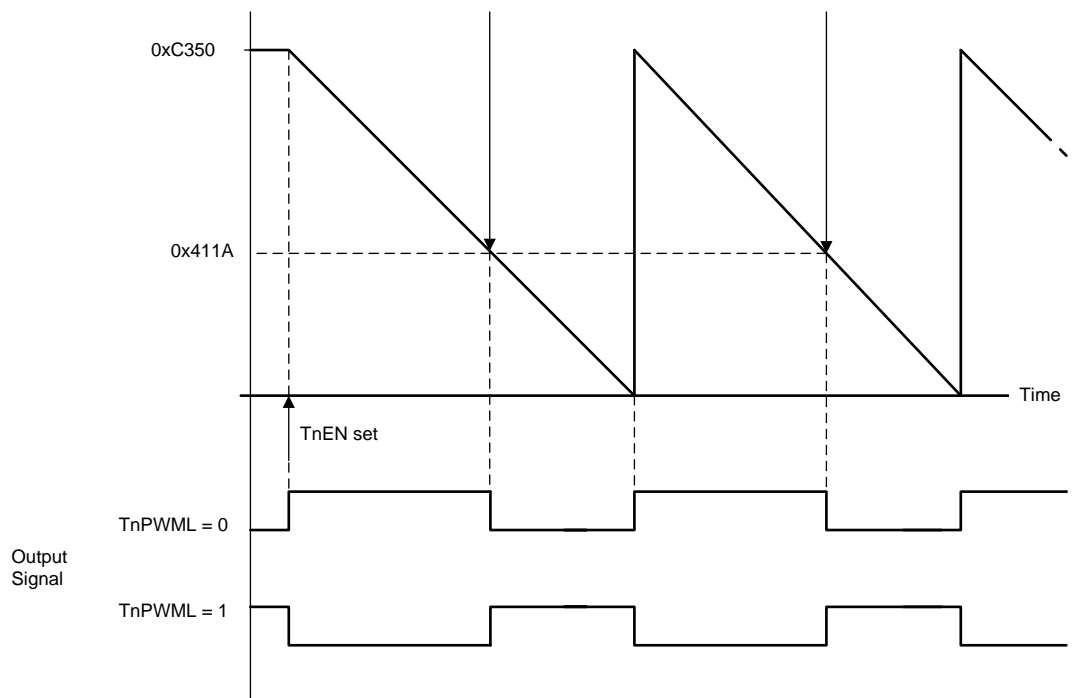 0xC350
0x411A
Time
TnEN set
TnPWML = 0
Output
Signal
TnPWML = 1